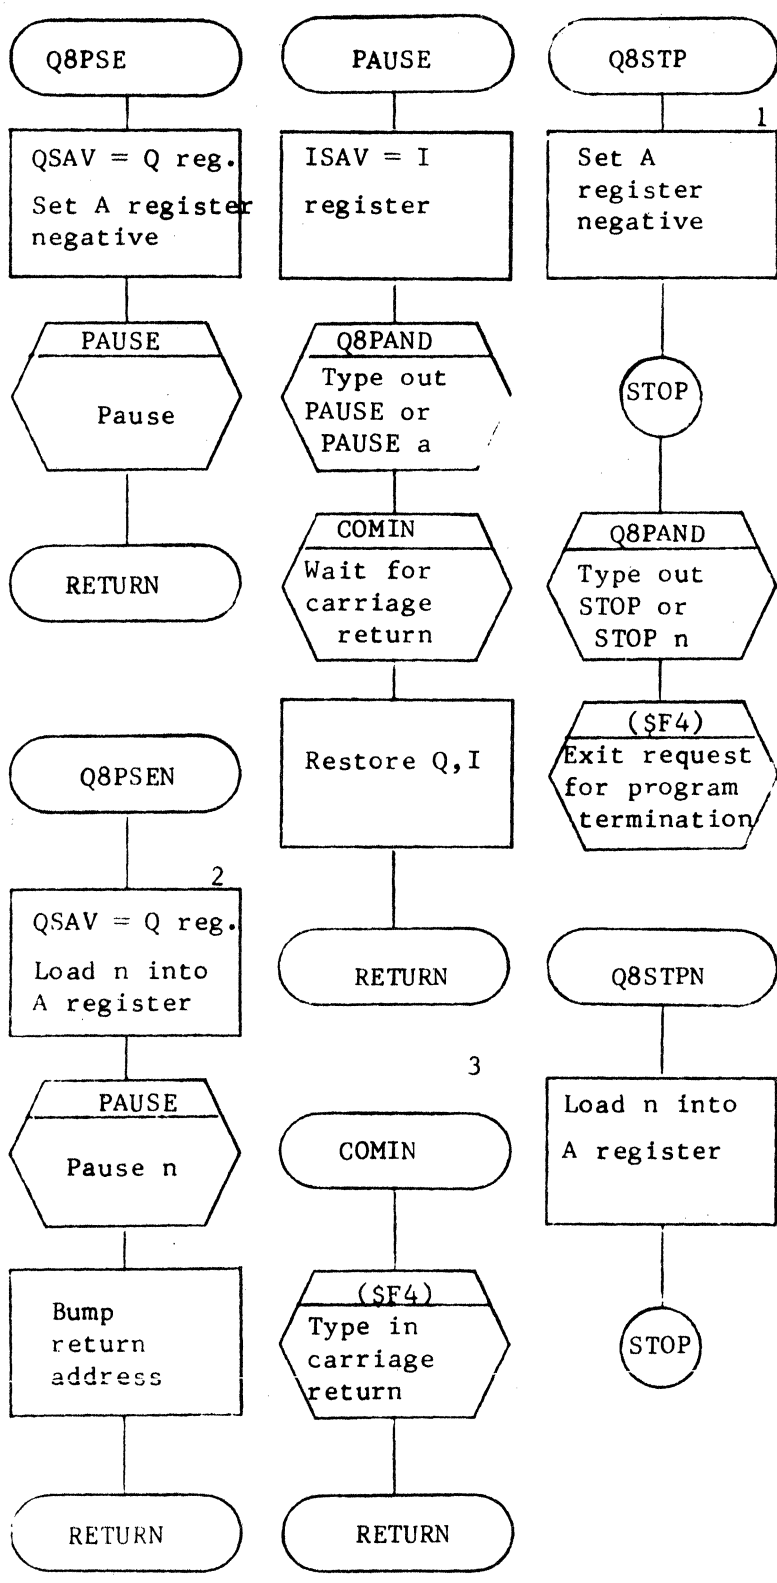 Q8PSE
QSAV = Q reg.
Set A register
negative
PAUSE
Pause
RETURN
Q8PSEN
2
QSAV = Q reg.
Load n into
A register
PAUSE
Pause n
Bump
return
address
RETURN
PAUSE
ISAV = I
register
Q8PAND
Type out
PAUSE or
PAUSE a
COMIN
Wait for
carriage
return
Restore Q,I
RETURN
3
COMIN
($F4)
Type in
carriage
return
RETURN
Q8STP
1
Set A
register
negative
STOP
Q8PAND
Type out
STOP or
STOP n
($F4)
Exit request
for program
termination
Q8STPN
Load n into
A register
STOP